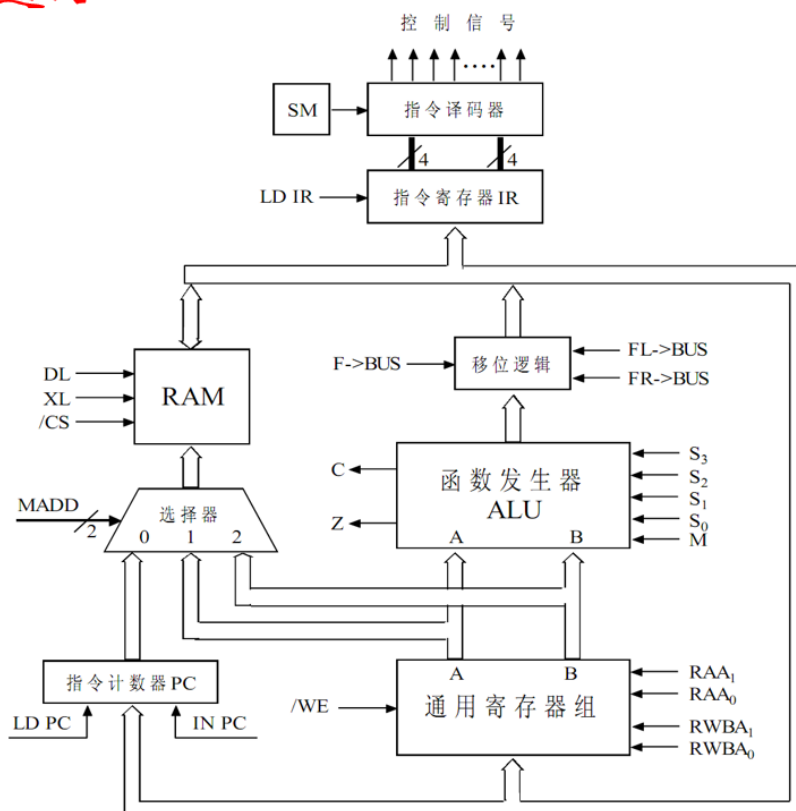 控制信号
SM
指令译码器
4 4
LD IR
指令寄存器IR
DL
XL
/CS
RAM
F->BUS
移位逻辑
FL->BUS
FR->BUS
MADD
2
选择器
0 1 2
C
Z
函数发生器
ALU
A B
S3
S2
S1
S0
M
指令计数器PC
LD PC
IN PC
/WE
A B
通用寄存器组
RAA1
RAA0
RWBA1
RWBA0